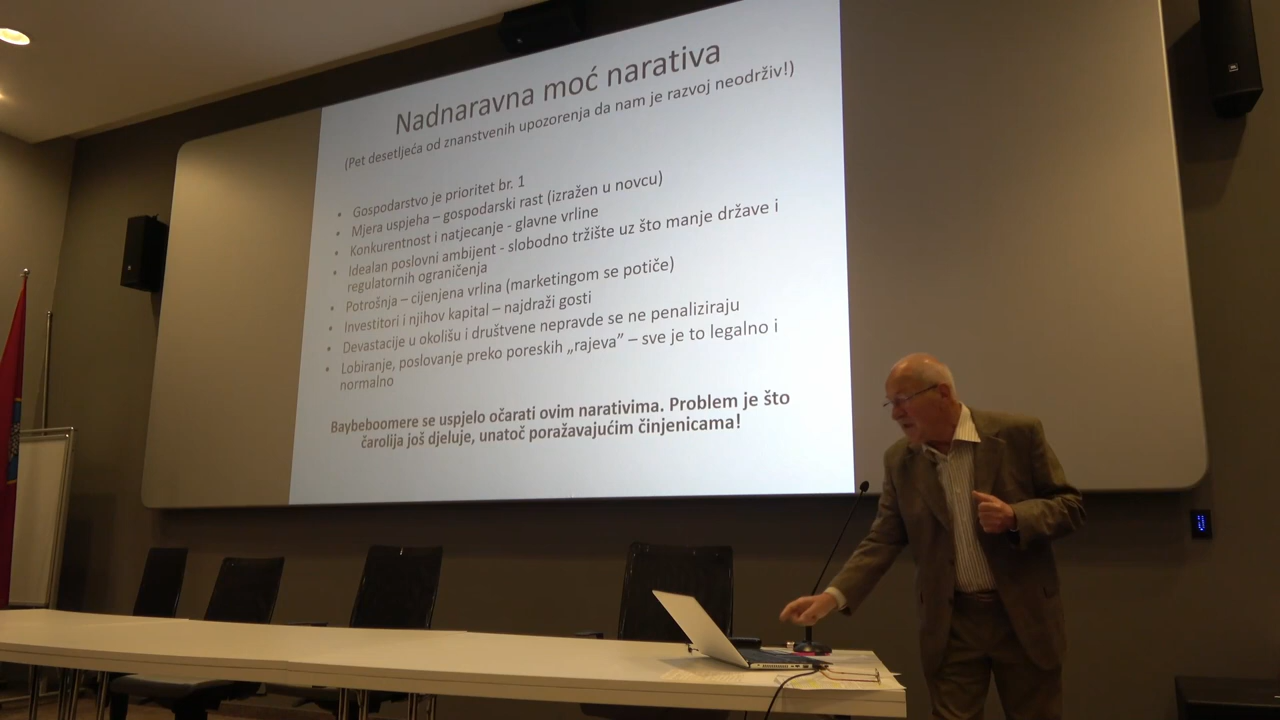 Nadnaravna moć narativa
(Pet desetljeća od znanstvenih upozorenja da nam je razvoj neodrživ!)
• Gospodarstvo je prioritet br. 1
• Mjera uspjeha – gospodarski rast (izražen u novcu)
• Konkurentnost i natjecanje - glavne vrline
• Idealan poslovni ambijent - slobodno tržište uz što manje države i
regulatornih ograničenja
• Potrošnja – cijenjena vrlina (marketingom se potiče)
• Investitori i njihov kapital – najdraži gosti
• Devastacije u okolišu i društvene nepravde se ne penaliziraju
• Lobiranje, poslovanje preko poreskih „rajeva” – sve je to legalno i
normalno
Baybeboomere se uspjelo očarati ovim narativima. Problem je što
čarolija još djeluje, unatoč poražavajućim činjenicama!